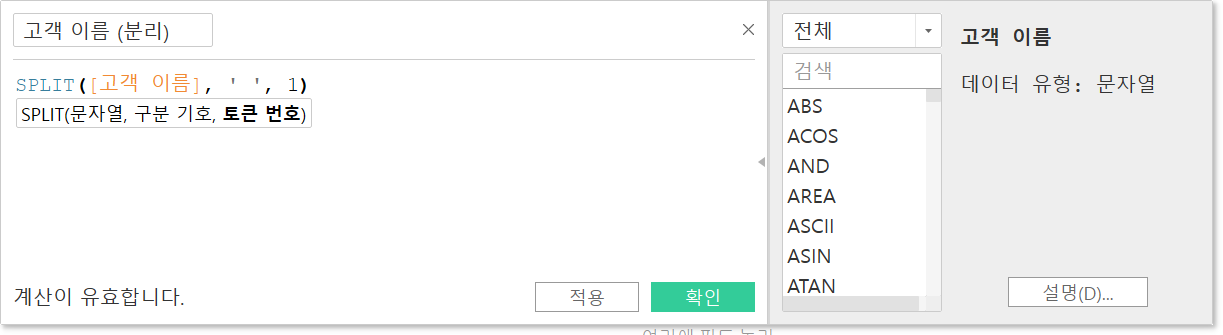 고객 이름 (분리)
SPLIT([고객 이름], ' ', 1)
SPLIT(문자열, 구분 기호, 토큰 번호)
계산이 유효합니다.
적용
확인
전체
검색
ABS
ACOS
AND
AREA
ASCII
ASIN
ATAN
고객 이름
데이터 유형: 문자열
설명(D)...